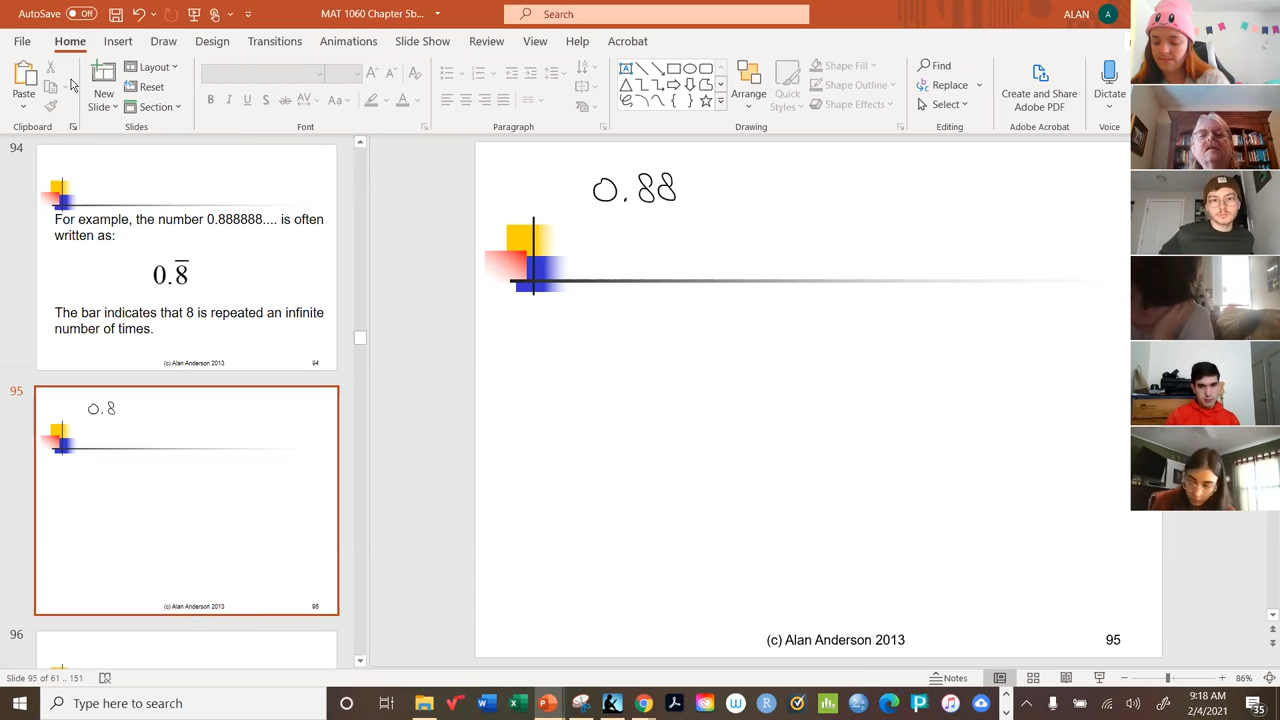 AutoSave Off MAT 1060 Chapter 5b... Search ALAN A
File Home Insert Draw Design Transitions Animations Slide Show Review View Help Acrobat
Paste New Slide Layout Reset Section Arrange Quick Styles Shape Fill Shape Outline Shape Effects Find Replace Select Create and Share Adobe PDF Dictate
Clipboard Slides Font Paragraph Drawing Editing Adobe Acrobat Voice
94
For example, the number 0.888888.... is often
written as:
0.8̅
The bar indicates that 8 is repeated an infinite
number of times.
(c) Alan Anderson 2013 94
95
0.8
(c) Alan Anderson 2013 95
96
0.88
(c) Alan Anderson 2013 95
Slide 95 of 61 .. 151 Notes 86%
Type here to search 9:18 AM
2/4/2021 35